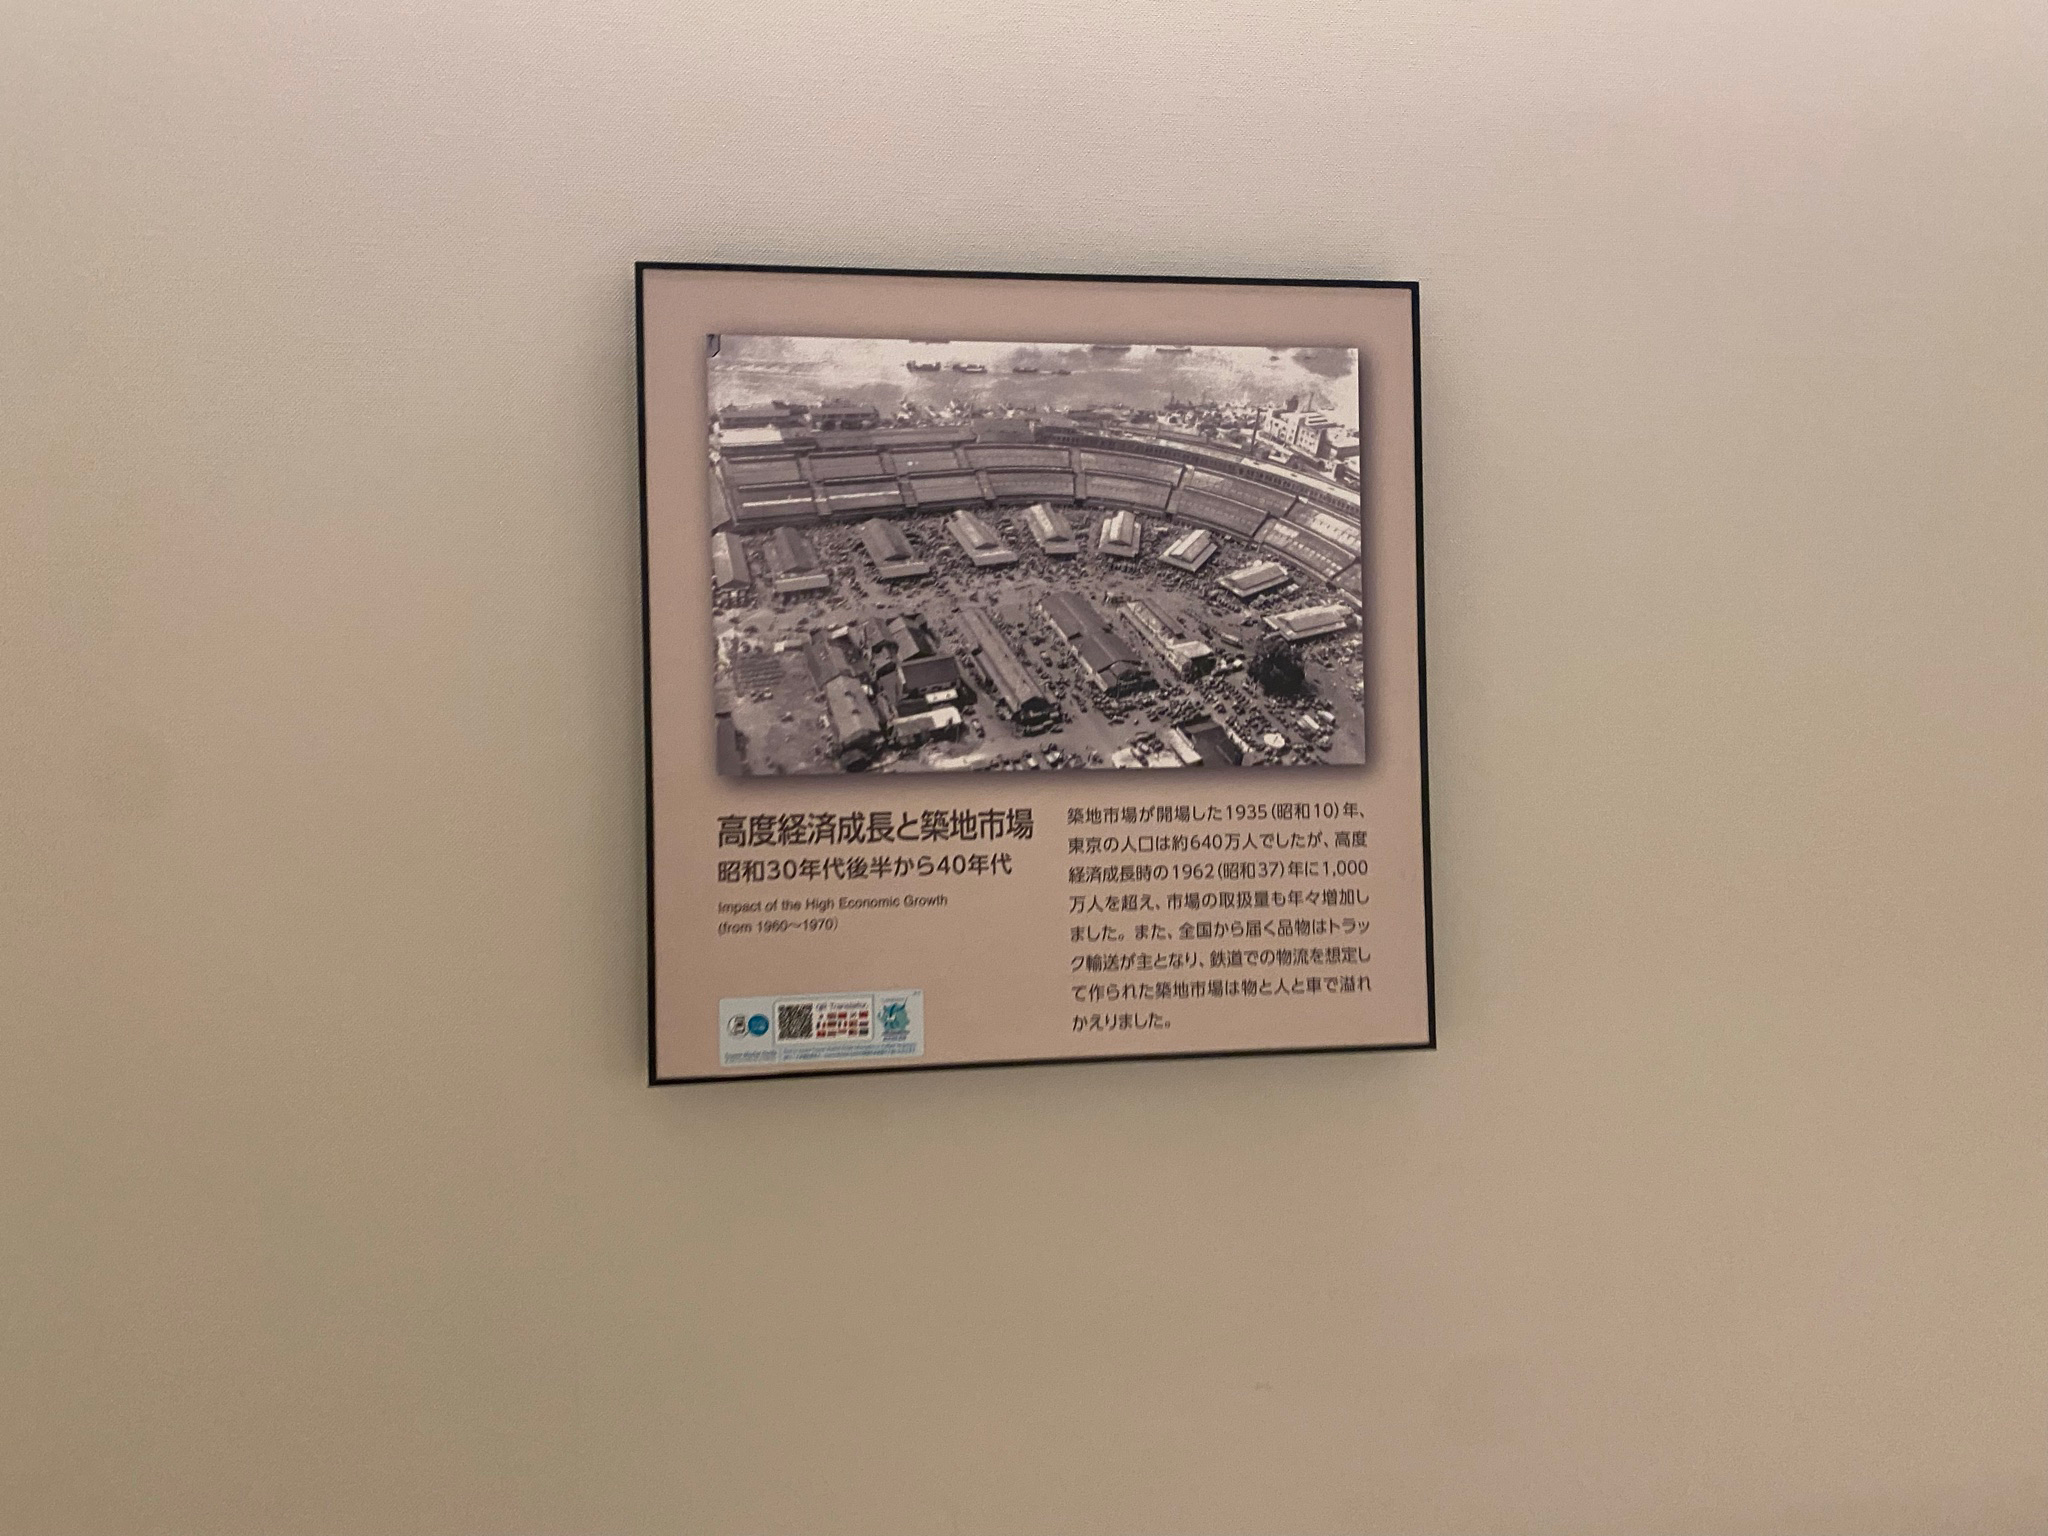 高度経済成長と築地市場
昭和30年代後半から40年代
Impact of the High Economic Growth
(from 1960〜1970)
築地市場が開場した1935（昭和10）年、
東京の人口は約640万人でしたが、高度
経済成長時の1962（昭和37）年に1,000
万人を超え、市場の取扱量も年々増加し
ました。また、全国から届く品物はトラッ
ク輸送が主となり、鉄道での物流を想定し
て作られた築地市場は物と人と車で溢れ
かえりました。
QR Translator